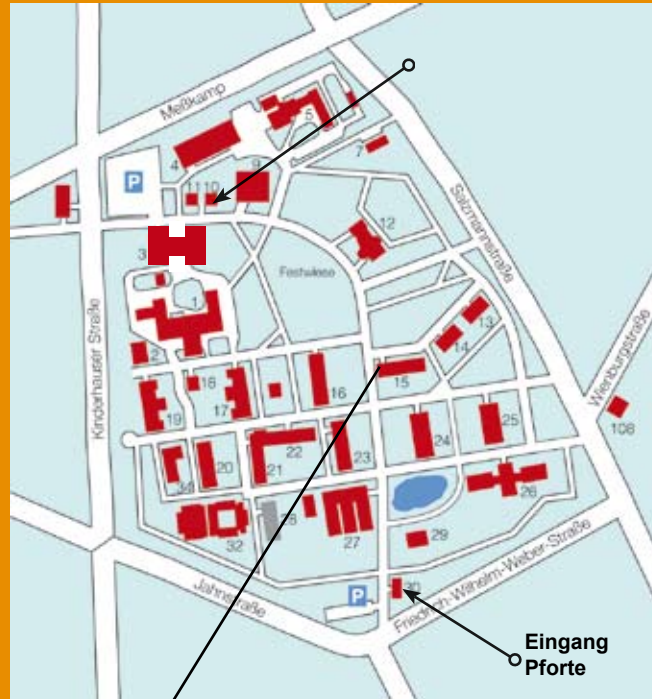 Meßkamp
5
4
7
P
9
11 10
Salzmannstraße
12
3
Festwiese
1
Kinderhauser Straße
13
14
Wienburgstraße
2
18
15
16
17
19
108
25
24
22
23
20
21
34
26
28
32
27
29
P
30
Jahnstraße
Friedrich-Wilhelm-Weber-Straße
Eingang
Pforte